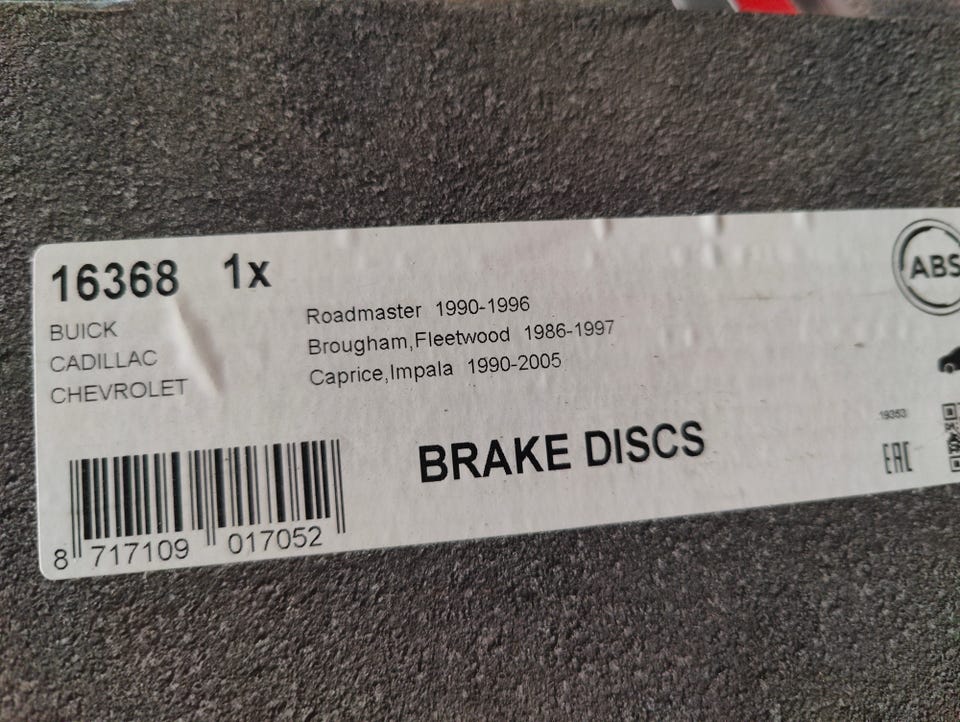 16368 1x
BUICK Roadmaster 1990-1996
CADILLAC Brougham,Fleetwood 1986-1997
CHEVROLET Caprice,Impala 1990-2005
ABS
BRAKE DISCS
19353
EAC
8 717109 017052